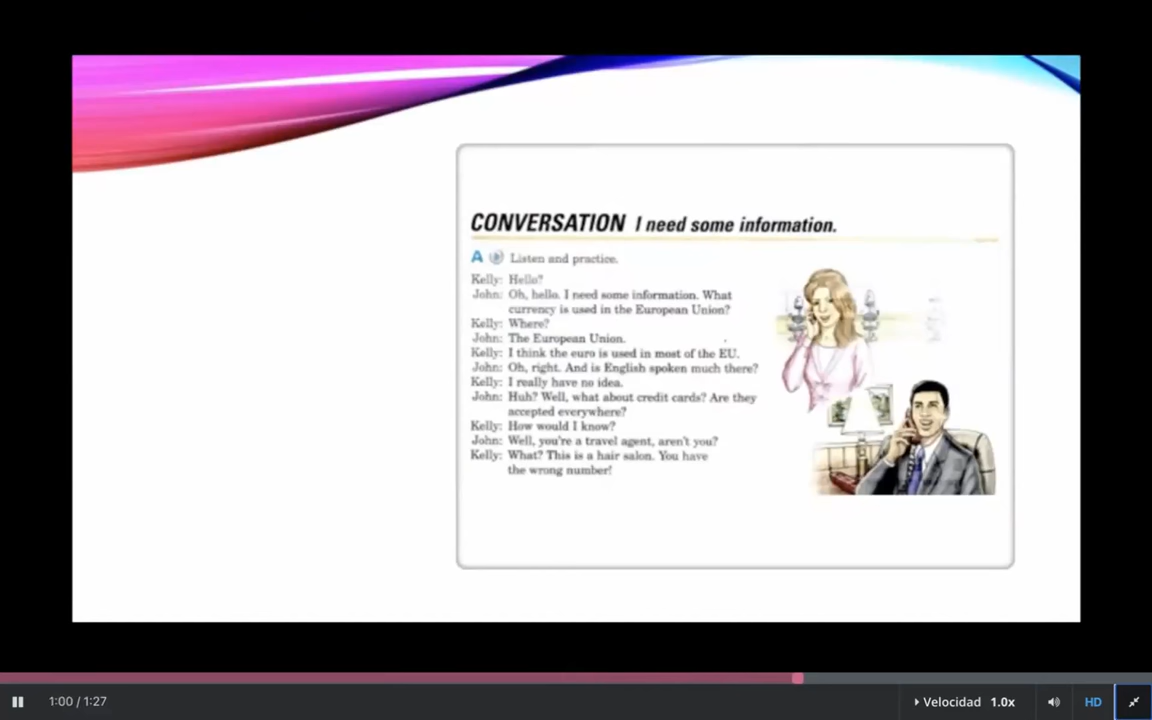 CONVERSATION I need some information.
A Listen and practice.
Kelly: Hello?
John: Oh, hello. I need some information. What
currency is used in the European Union?
Kelly: Where?
John: The European Union.
Kelly: I think the euro is used in most of the EU.
John: Oh, right. And is English spoken much there?
Kelly: I really have no idea.
John: Huh? Well, what about credit cards? Are they
accepted everywhere?
Kelly: How would I know?
John: Well, you're a travel agent, aren't you?
Kelly: What? This is a hair salon. You have
the wrong number!
1:00 / 1:27
Velocidad 1.0x
HD